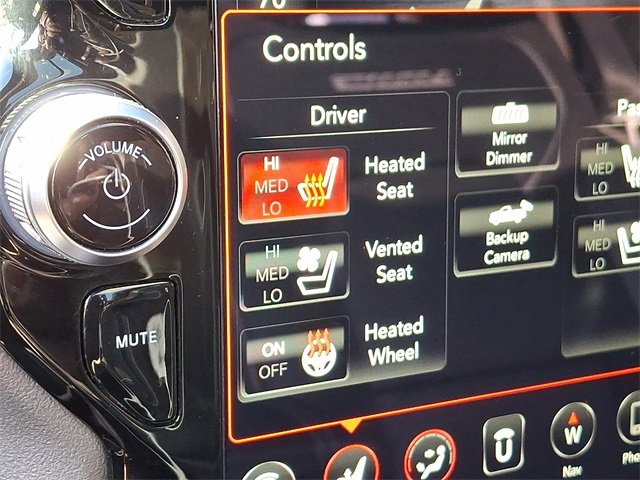 70
Controls
Driver
HI
MED
LO
Heated
Seat
HI
MED
LO
Vented
Seat
ON
OFF
Heated
Wheel
Mirror
Dimmer
Backup
Camera
HI
MED
LO
HI
MED
LO
VOLUME
MUTE
W
Nav